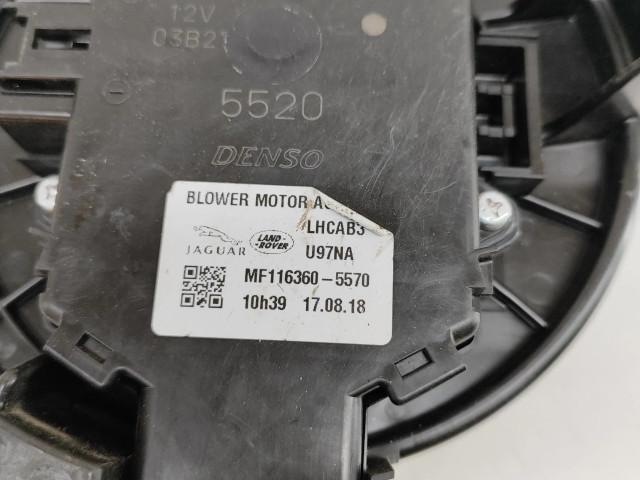 12V
03B21
5520
DENSO
BLOWER MOTOR
LHCAB3
JAGUAR LAND-ROVER U97NA
MF116360-5570
10h39 17.08.18